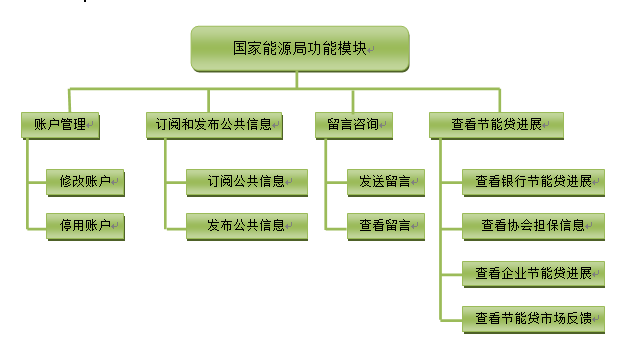 国家能源局功能模块
账户管理
订阅和发布公共信息
留言咨询
查看节能贷进展
修改账户
订阅公共信息
发送留言
查看银行节能贷进展
停用账户
发布公共信息
查看留言
查看协会担保信息
查看企业节能贷进展
查看节能贷市场反馈